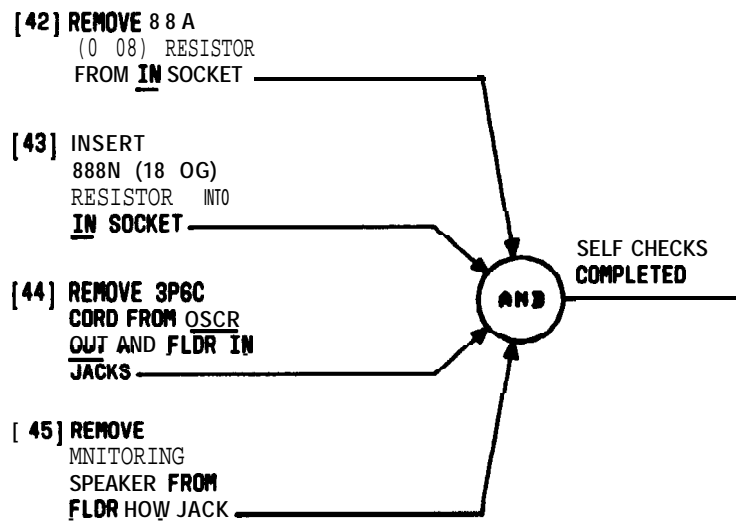 [42] REMOVE 88A
(0 08) RESISTOR
FROM IN SOCKET
[43] INSERT
888N (18 OG)
RESISTOR INTO
IN SOCKET
[44] REMOVE 3P6C
CORD FROM OSCR
OUT AND FLDR IN
JACKS
[45] REMOVE
MNITORING
SPEAKER FROM
FLDR HOW JACK
AND
SELF CHECKS
COMPLETED